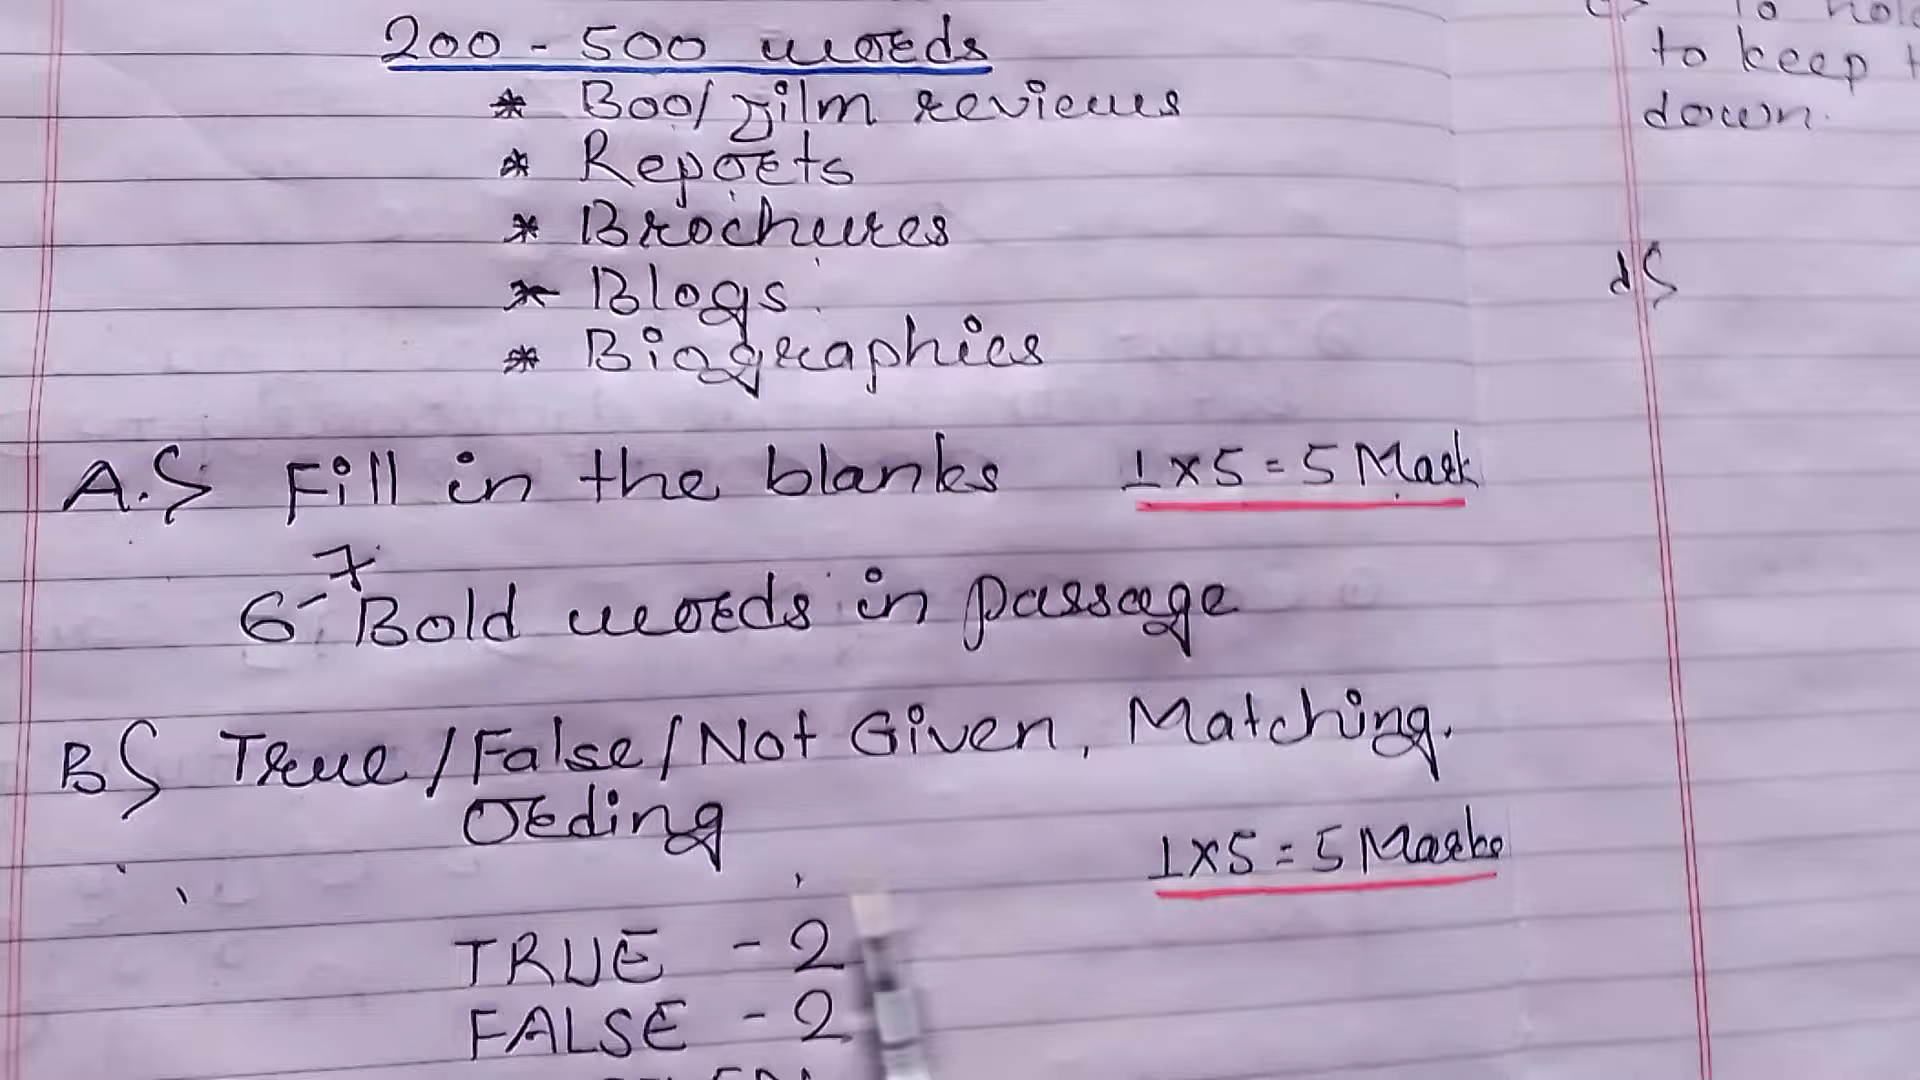 200 - 500 words
* Boo/film reviews
* Reports
* Brochures
* Blogs
* Biographies
A.) Fill in the blanks 1x5 = 5 Mark
6-7 Bold words in passage
B) True/False/Not Given, Matching.
Ording
1x5 = 5 Marks
TRUE - 2
FALSE - 2
to keep
down.
d)